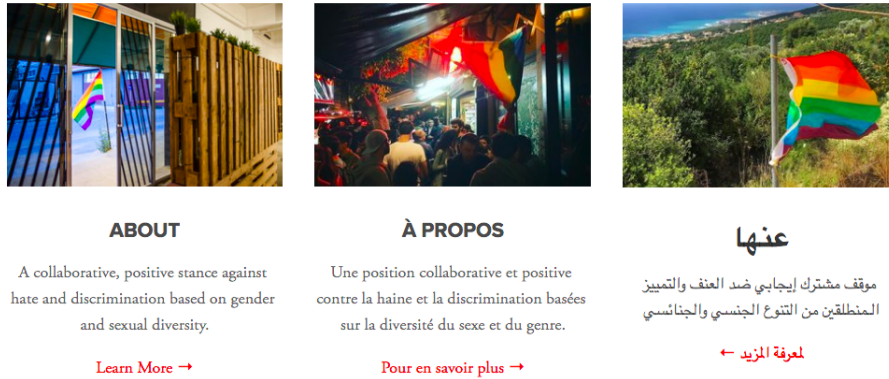 ABOUT
A collaborative, positive stance against
hate and discrimination based on gender
and sexual diversity.
Learn More →
À PROPOS
Une position collaborative et positive
contre la haine et la discrimination basées
sur la diversité du sexe et du genre.
Pour en savoir plus →
عنها
موقف مشترك إيجابي ضد العنف والتمييز
المنطلقين من التنوع الجنسي والجنائسي
لمعرفة المزيد ←